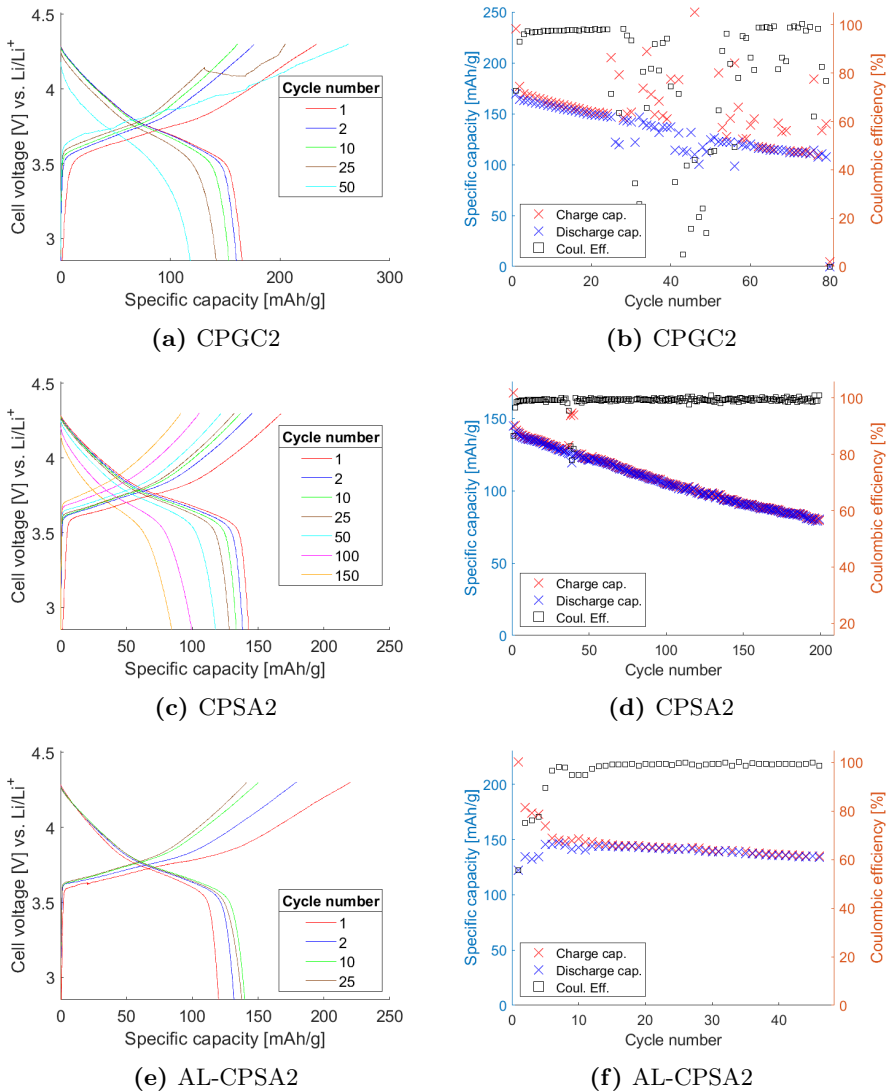 4.5
4
3.5
3
Cell voltage [V] vs. Li/Li+
0
100
200
300
Specific capacity [mAh/g]
Cycle number
1
2
10
25
50
(a) CPGC2
250
200
150
100
50
0
Specific capacity [mAh/g]
100
80
60
40
20
0
Coulombic efficiency [%]
Charge cap.
Discharge cap.
Coul. Eff.
0
20
40
60
80
Cycle number
(b) CPGC2
4.5
4
3.5
3
Cell voltage [V] vs. Li/Li+
0
50
100
150
200
250
Specific capacity [mAh/g]
Cycle number
1
2
10
25
50
100
150
(c) CPSA2
150
100
50
0
Specific capacity [mAh/g]
100
80
60
40
20
Coulombic efficiency [%]
Charge cap.
Discharge cap.
Coul. Eff.
0
50
100
150
200
Cycle number
(d) CPSA2
4.5
4
3.5
3
Cell voltage [V] vs. Li/Li+
0
50
100
150
200
250
Specific capacity [mAh/g]
Cycle number
1
2
10
25
(e) AL-CPSA2
200
150
100
50
0
Specific capacity [mAh/g]
100
80
60
40
20
0
Coulombic efficiency [%]
Charge cap.
Discharge cap.
Coul. Eff.
0
10
20
30
40
Cycle number
(f) AL-CPSA2